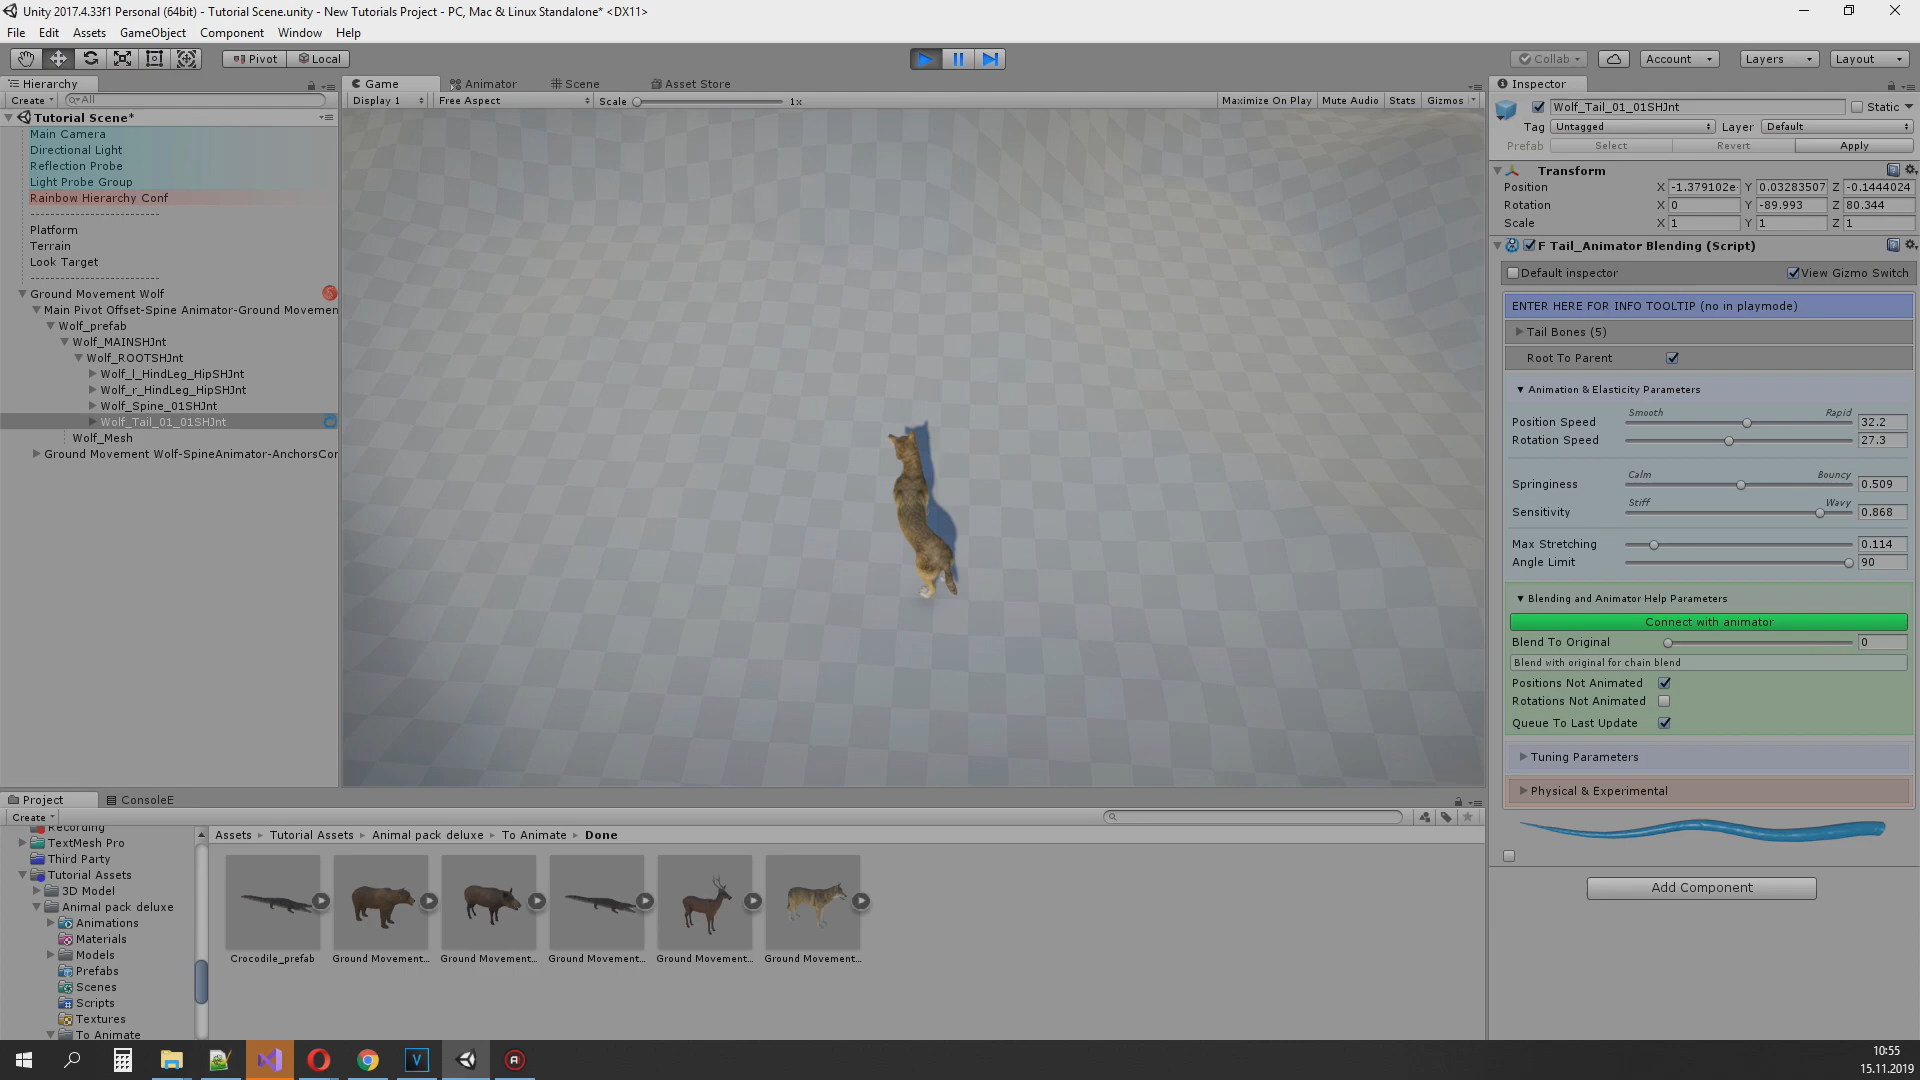 Unity 2017.4.33f1 Personal (64bit) - Tutorial Scene.unity - New Tutorials Project - PC, Mac & Linux Standalone* <DX11>
File Edit Assets GameObject Component Window Help
Pivot Local Collab Account Layers Layout
Hierarchy
Create All
Tutorial Scene*
Main Camera
Directional Light
Reflection Probe
Light Probe Group
Rainbow Hierarchy Conf
--------------------------
Platform
Terrain
Look Target
--------------------------
Ground Movement Wolf
S
Main Pivot Offset-Spine Animator-Ground Movemen
Wolf_prefab
Wolf_MAINSHJnt
Wolf_ROOTSHJnt
Wolf_l_HindLeg_HipSHJnt
Wolf_r_HindLeg_HipSHJnt
Wolf_Spine_01SHJnt
Wolf_Tail_01_01SHJnt
Wolf_Mesh
Ground Movement Wolf-SpineAnimator-AnchorsCor
Game Animator Scene Asset Store
Display 1 Free Aspect Scale 1x Maximize On Play Mute Audio Stats Gizmos
Inspector
Wolf_Tail_01_01SHJnt Static
Tag Untagged Layer Default
Prefab Select Revert Apply
Transform
Position X -1.379102e- Y 0.03283507 Z -0.1444024
Rotation X 0 Y -89.993 Z 80.344
Scale X 1 Y 1 Z 1
F Tail_Animator Blending (Script)
Default inspector View Gizmo Switch
ENTER HERE FOR INFO TOOLTIP (no in playmode)
Tail Bones (5)
Root To Parent
Animation & Elasticity Parameters
Smooth Rapid
Position Speed 32.2
Rotation Speed 27.3
Calm Bouncy
Springiness 0.509
Stiff Wavy
Sensitivity 0.868
Max Stretching 0.114
Angle Limit 90
Blending and Animator Help Parameters
Connect with animator
Blend To Original 0
Blend with original for chain blend
Positions Not Animated
Rotations Not Animated
Queue To Last Update
Tuning Parameters
Physical & Experimental
Add Component
Project ConsoleE
Create
Recording
TextMesh Pro
Third Party
Tutorial Assets
3D Model
Animal pack deluxe
Animations
Materials
Models
Prefabs
Scenes
Scripts
Textures
To Animate
Assets Tutorial Assets Animal pack deluxe To Animate Done
Crocodile_prefab Ground Movement... Ground Movement... Ground Movement... Ground Movement... Ground Movement...
V
10:55
15.11.2019